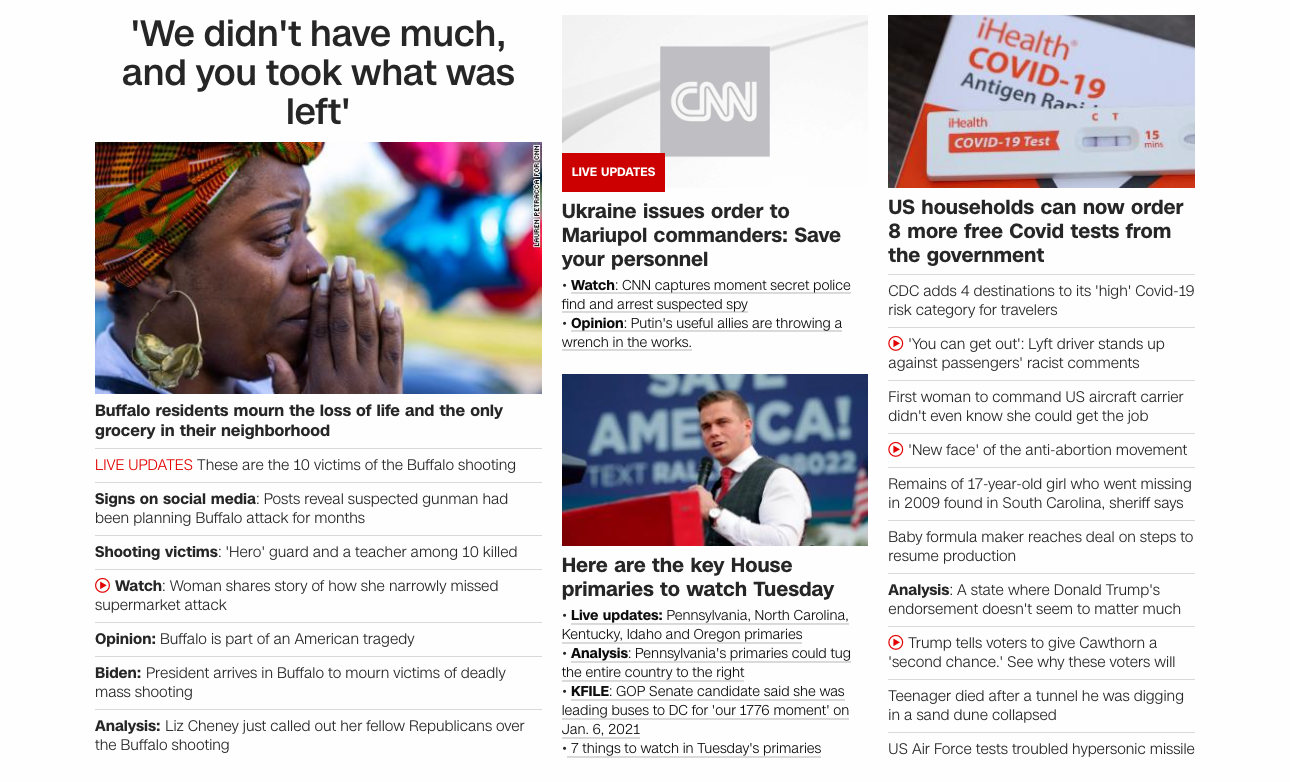 'We didn't have much,
and you took what was
left'
LAUREN PETRACCA FOR CNN
Buffalo residents mourn the loss of life and the only
grocery in their neighborhood
LIVE UPDATES These are the 10 victims of the Buffalo shooting
Signs on social media: Posts reveal suspected gunman had
been planning Buffalo attack for months
Shooting victims: 'Hero' guard and a teacher among 10 killed
Watch: Woman shares story of how she narrowly missed
supermarket attack
Opinion: Buffalo is part of an American tragedy
Biden: President arrives in Buffalo to mourn victims of deadly
mass shooting
Analysis: Liz Cheney just called out her fellow Republicans over
the Buffalo shooting
CNN
LIVE UPDATES
Ukraine issues order to
Mariupol commanders: Save
your personnel
• Watch: CNN captures moment secret police
find and arrest suspected spy
• Opinion: Putin's useful allies are throwing a
wrench in the works.
SAVE
AMERICA!
TEXT 88022
Here are the key House
primaries to watch Tuesday
• Live updates: Pennsylvania, North Carolina,
Kentucky, Idaho and Oregon primaries
• Analysis: Pennsylvania's primaries could tug
the entire country to the right
• KFILE: GOP Senate candidate said she was
leading buses to DC for 'our 1776 moment' on
Jan. 6, 2021
• 7 things to watch in Tuesday's primaries
iHealth®
COVID-19
Antigen Rapid
C T
iHealth
COVID-19 Test
15
mins
US households can now order
8 more free Covid tests from
the government
CDC adds 4 destinations to its 'high' Covid-19
risk category for travelers
'You can get out': Lyft driver stands up
against passengers' racist comments
First woman to command US aircraft carrier
didn't even know she could get the job
'New face' of the anti-abortion movement
Remains of 17-year-old girl who went missing
in 2009 found in South Carolina, sheriff says
Baby formula maker reaches deal on steps to
resume production
Analysis: A state where Donald Trump's
endorsement doesn't seem to matter much
Trump tells voters to give Cawthorn a
'second chance.' See why these voters will
Teenager died after a tunnel he was digging
in a sand dune collapsed
US Air Force tests troubled hypersonic missile